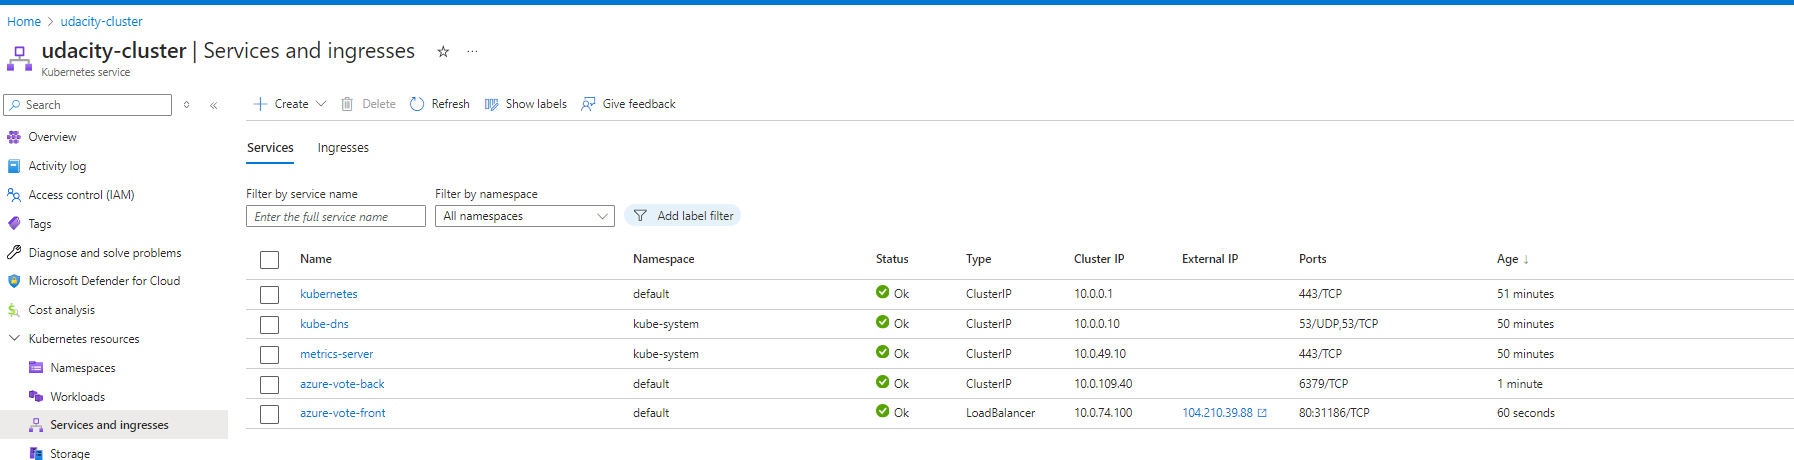 Home > udacity-cluster
udacity-cluster | Services and ingresses
Kubernetes service
Search
Create Delete Refresh Show labels Give feedback
Overview
Activity log
Access control (IAM)
Tags
Diagnose and solve problems
Microsoft Defender for Cloud
Cost analysis
Kubernetes resources
Namespaces
Workloads
Services and ingresses
Storage
Services Ingresses
Filter by service name Filter by namespace
Enter the full service name All namespaces Add label filter
Name Namespace Status Type Cluster IP External IP Ports Age ↓
kubernetes default Ok ClusterIP 10.0.0.1 443/TCP 51 minutes
kube-dns kube-system Ok ClusterIP 10.0.0.10 53/UDP,53/TCP 50 minutes
metrics-server kube-system Ok ClusterIP 10.0.49.10 443/TCP 50 minutes
azure-vote-back default Ok ClusterIP 10.0.109.40 6379/TCP 1 minute
azure-vote-front default Ok LoadBalancer 10.0.74.100 104.210.39.88 80:31186/TCP 60 seconds